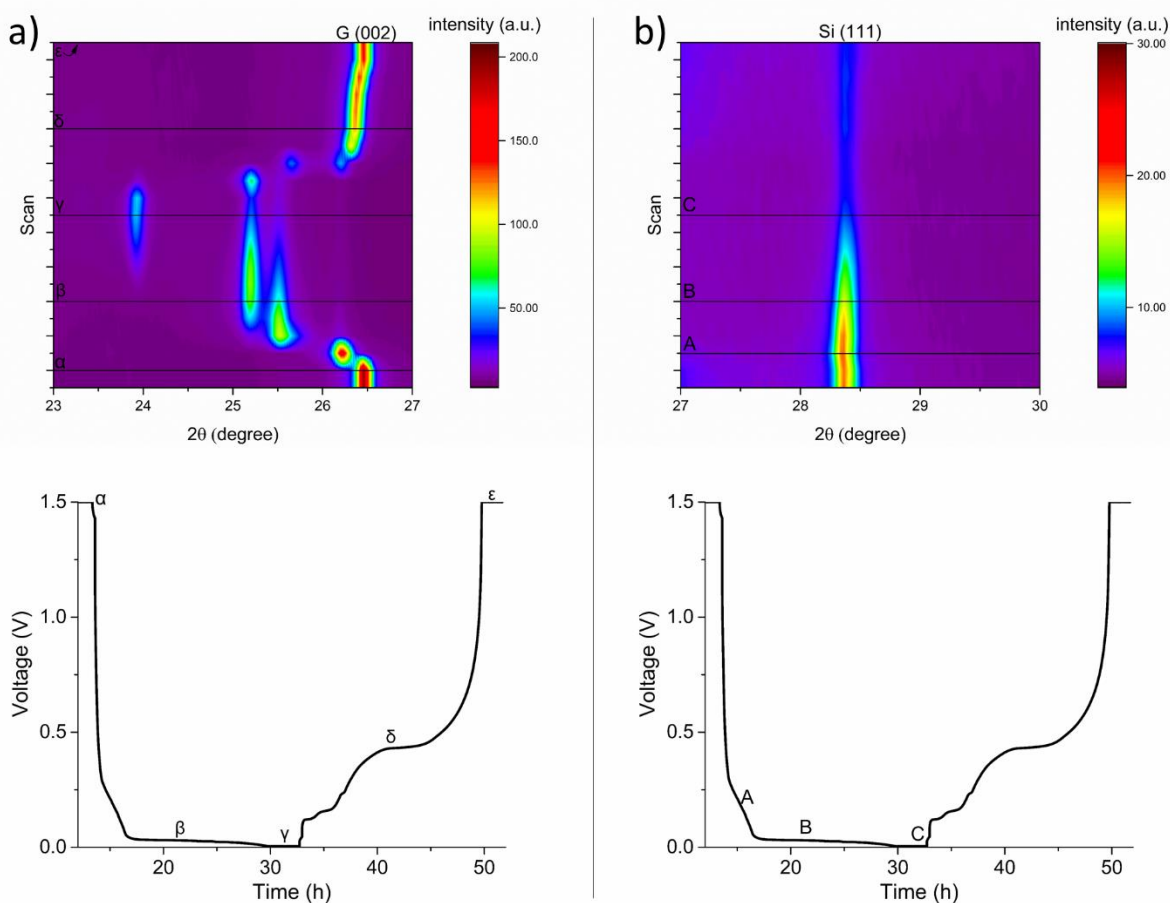 a)
G (002)
intensity (a.u.)
ε
δ
γ
β
α
Scan
23 24 25 26 27
2θ (degree)
200.00
150.00
100.00
50.00
b)
Si (111)
intensity (a.u.)
C
B
A
Scan
27 28 29 30
2θ (degree)
30.00
20.00
10.00
1.5
1.0
0.5
0.0
Voltage (V)
α
β
γ
δ
ε
20 30 40 50
Time (h)
1.5
1.0
0.5
0.0
Voltage (V)
A
B
C
20 30 40 50
Time (h)